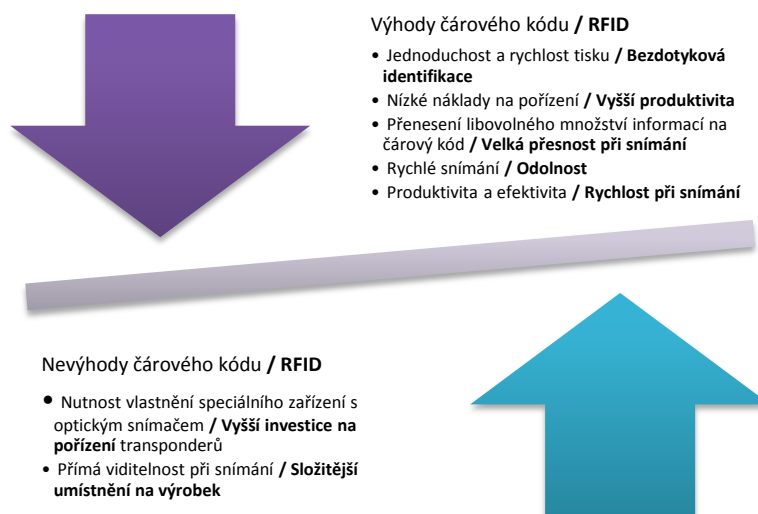 Výhody čárového kódu / RFID
• Jednoduchost a rychlost tisku / Bezdotyková
identifikace
• Nízké náklady na pořízení / Vyšší produktivita
• Přenesení libovolného množství informací na
čárový kód / Velká přesnost při snímání
• Rychlé snímání / Odolnost
• Produktivita a efektivita / Rychlost při snímání
Nevýhody čárového kódu / RFID
• Nutnost vlastnění speciálního zařízení s
optickým snímačem / Vyšší investice na
pořízení transponderů
• Přímá viditelnost při snímání / Složitější
umístnění na výrobek